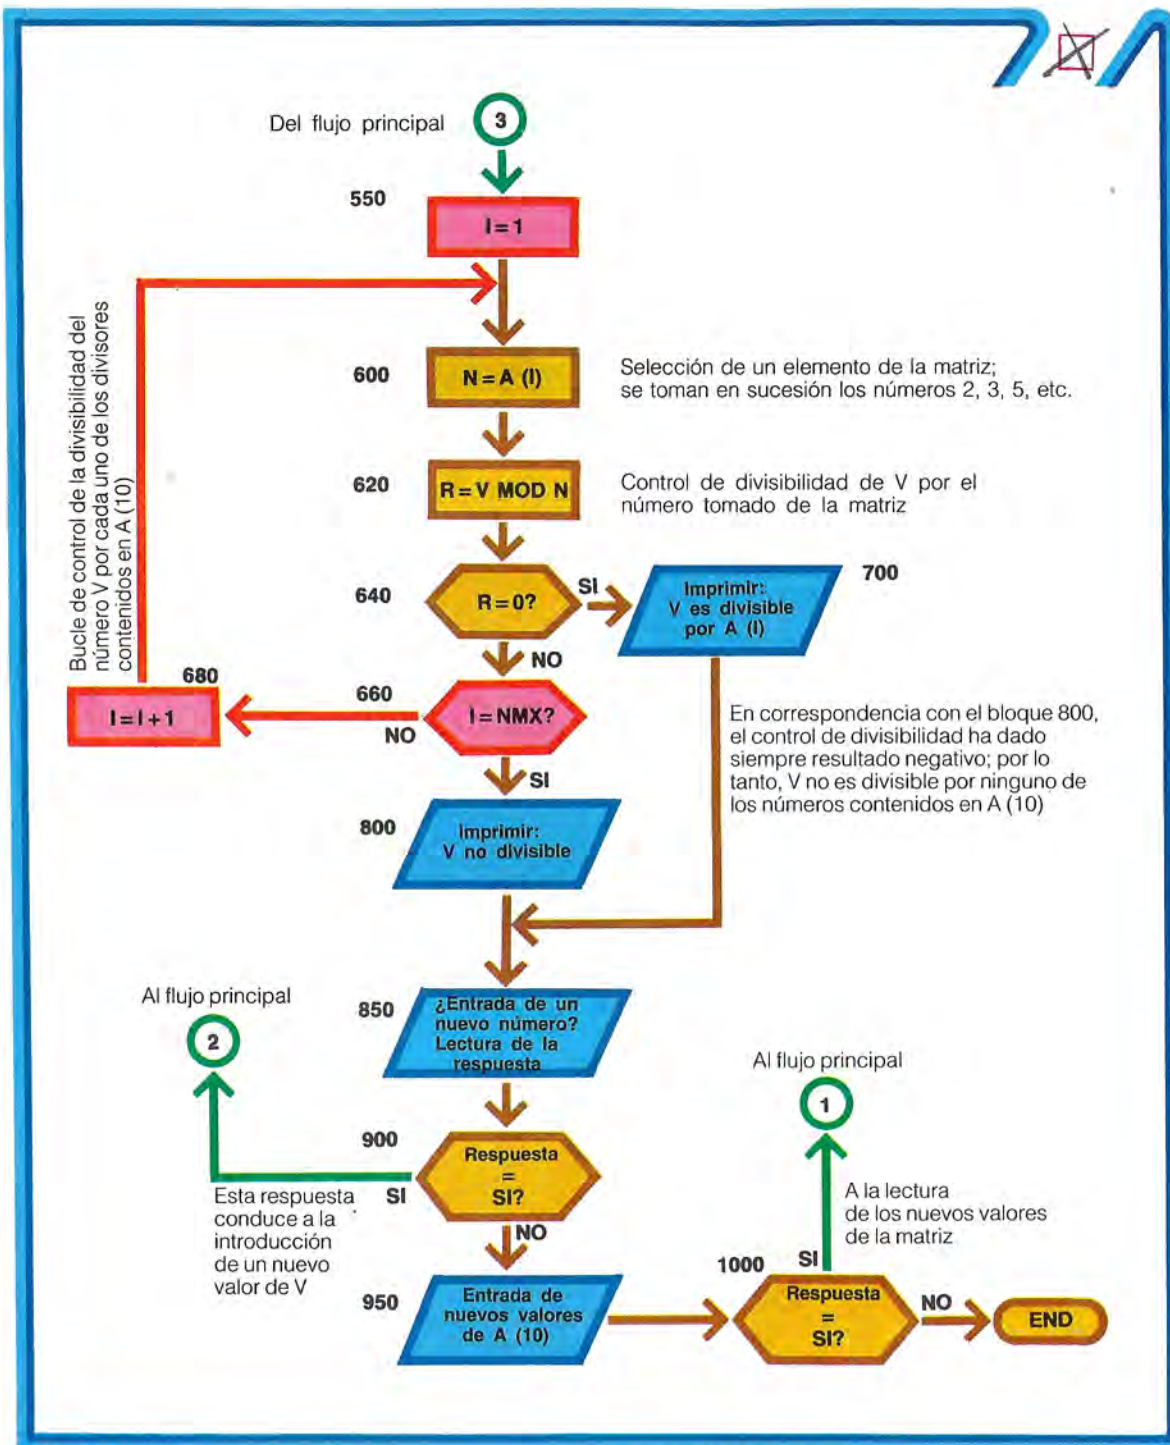 Del flujo principal
3
550
I = 1
Bucle de control de la divisibilidad del
número V por cada uno de los divisores
contenidos en A (10)
600
N = A (I)
Selección de un elemento de la matriz;
se toman en sucesión los números 2, 3, 5, etc.
620
R = V MOD N
Control de divisibilidad de V por el
número tomado de la matriz
640
R = 0?
SI
700
Imprimir:
V es divisible
por A (I)
NO
680
I = I + 1
660
I = NMX?
NO
SI
En correspondencia con el bloque 800,
el control de divisibilidad ha dado
siempre resultado negativo; por lo
tanto, V no es divisible por ninguno de
los números contenidos en A (10)
800
Imprimir:
V no divisible
Al flujo principal
2
850
¿Entrada de un
nuevo número?
Lectura de la
respuesta
Al flujo principal
1
900
Respuesta
=
SI?
SI
Esta respuesta
conduce a la
introducción
de un nuevo
valor de V
NO
A la lectura
de los nuevos valores
de la matriz
950
Entrada de
nuevos valores
de A (10)
1000
SI
Respuesta
=
SI?
NO
END